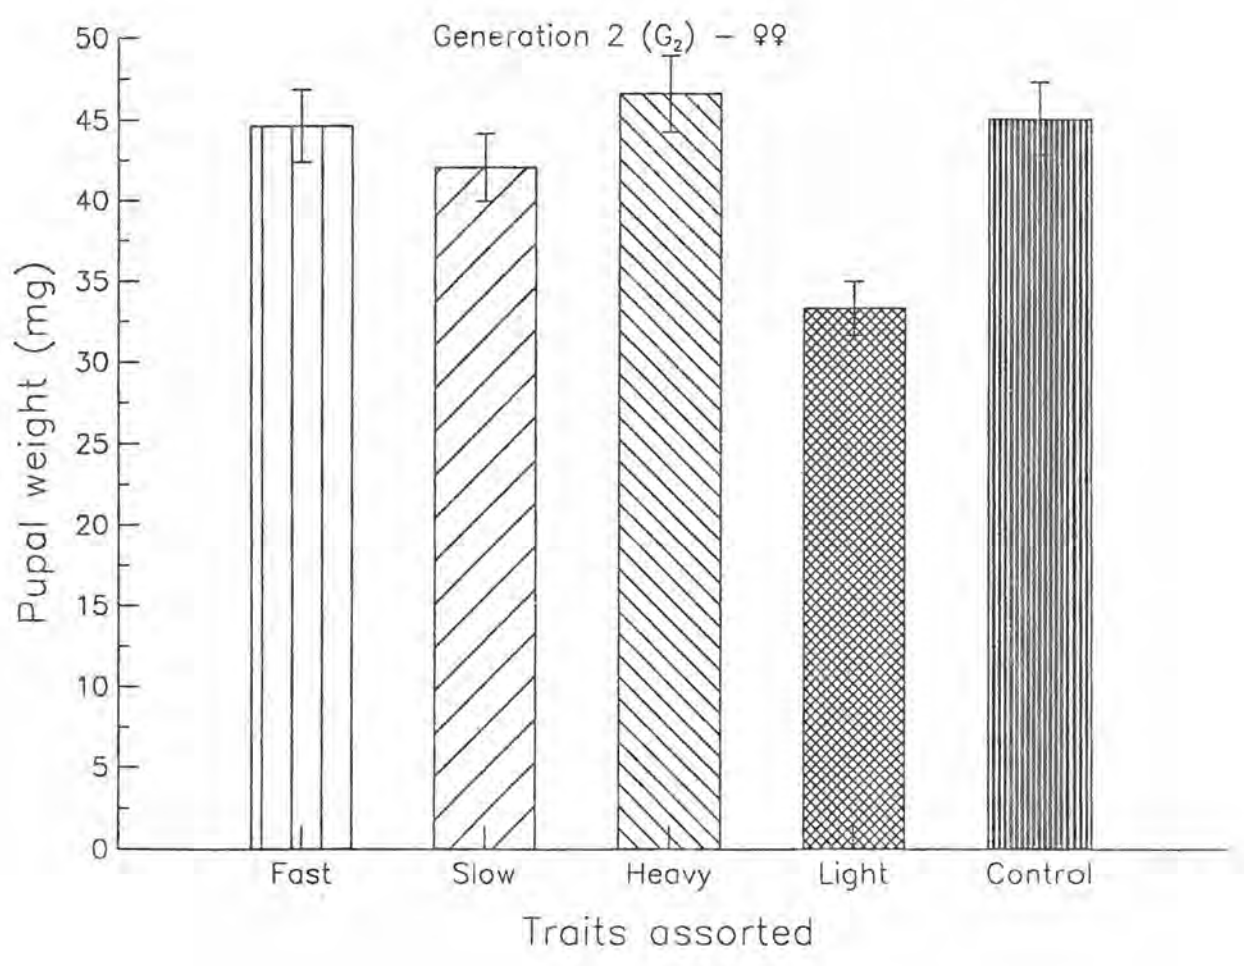 Generation 2 (G₂) – ♀♀
Pupal weight (mg)
50
45
40
35
30
25
20
15
10
5
0
Fast Slow Heavy Light Control
Traits assorted